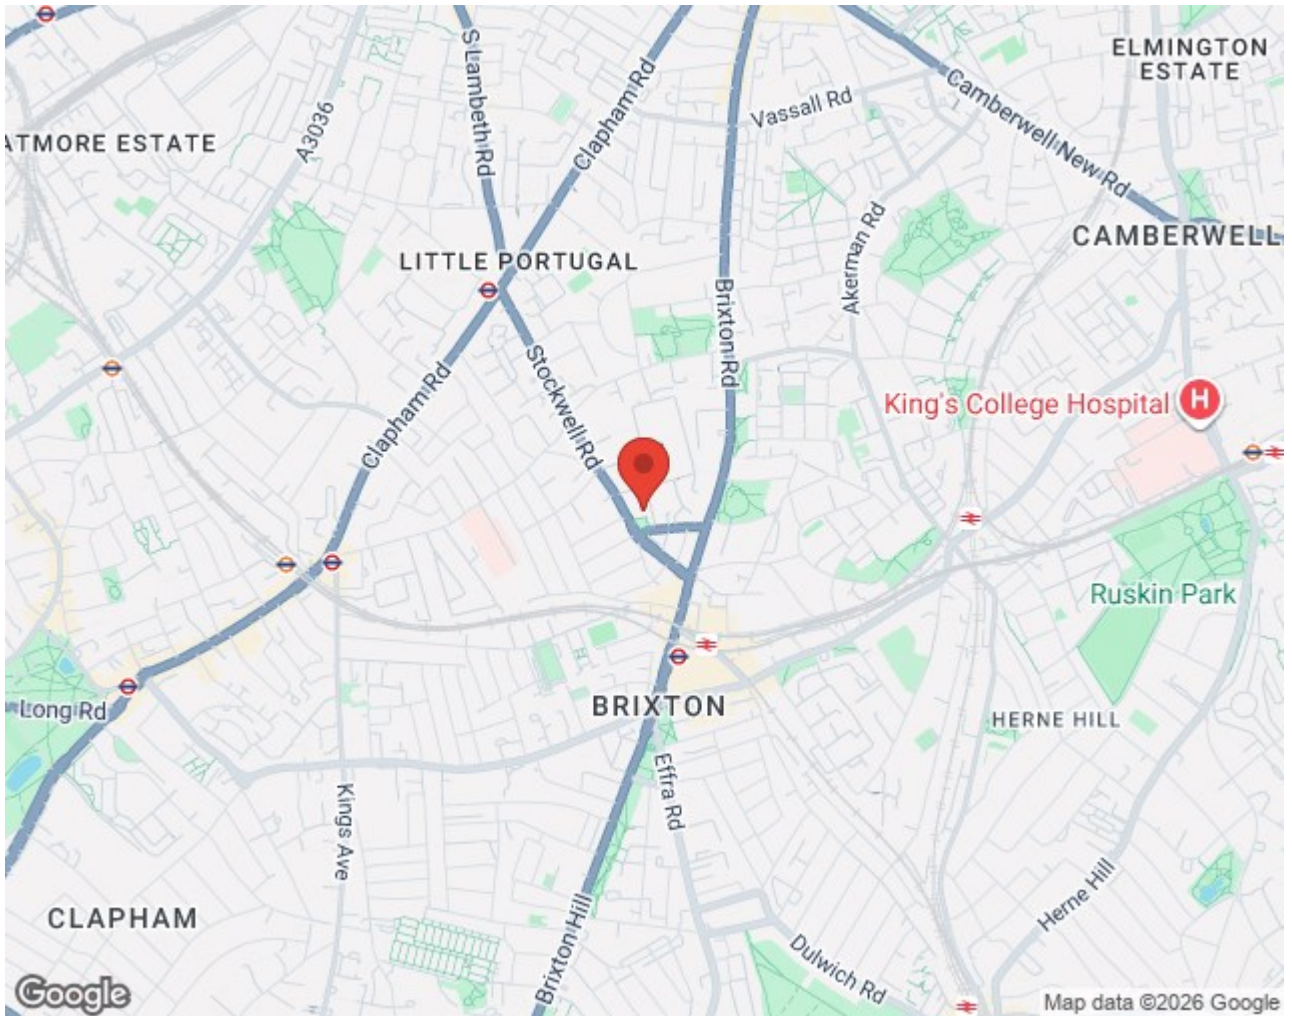 S Lambeth Rd
Clapham Rd
Vassall Rd
Camberwell New Rd
ELMINGTON
ESTATE
A3036
ATMORE ESTATE
Akerman Rd
CAMBERWELL
LITTLE PORTUGAL
Brixton Rd
Stockwell Rd
Clapham Rd
King's College Hospital
H
Ruskin Park
Long Rd
BRIXTON
HERNE HILL
Effra Rd
Kings Ave
Herne Hill
CLAPHAM
Brixton Hill
Dulwich Rd
Google
Map data ©2026 Google